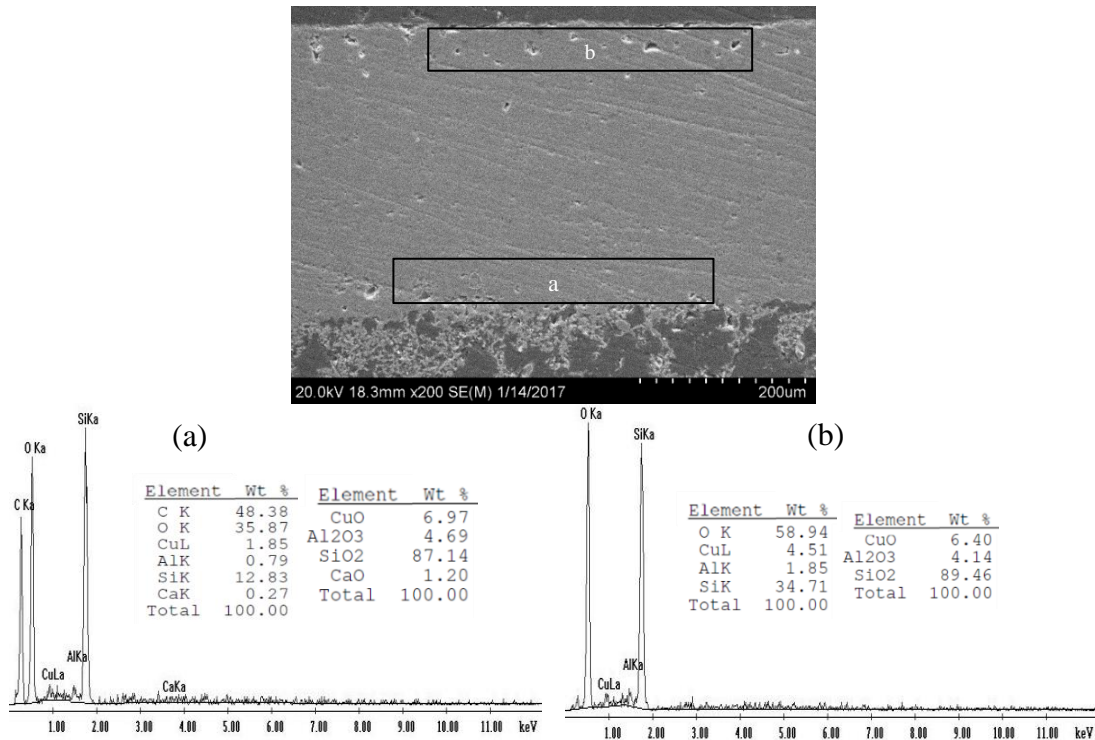 b
a
20.0kV 18.3mm x200 SE(M) 1/14/2017 200um
(a)
SiKa
O Ka
C Ka
CuLa
AlKa
CaKa
Element Wt %
C K 48.38
O K 35.87
CuL 1.85
AlK 0.79
SiK 12.83
CaK 0.27
Total 100.00
Element Wt %
CuO 6.97
Al2O3 4.69
SiO2 87.14
CaO 1.20
Total 100.00
1.00 2.00 3.00 4.00 5.00 6.00 7.00 8.00 9.00 10.00 11.00 keV
(b)
O Ka
SiKa
CuLa
AlKa
Element Wt %
O K 58.94
CuL 4.51
AlK 1.85
SiK 34.71
Total 100.00
Element Wt %
CuO 6.40
Al2O3 4.14
SiO2 89.46
Total 100.00
1.00 2.00 3.00 4.00 5.00 6.00 7.00 8.00 9.00 10.00 11.00 keV